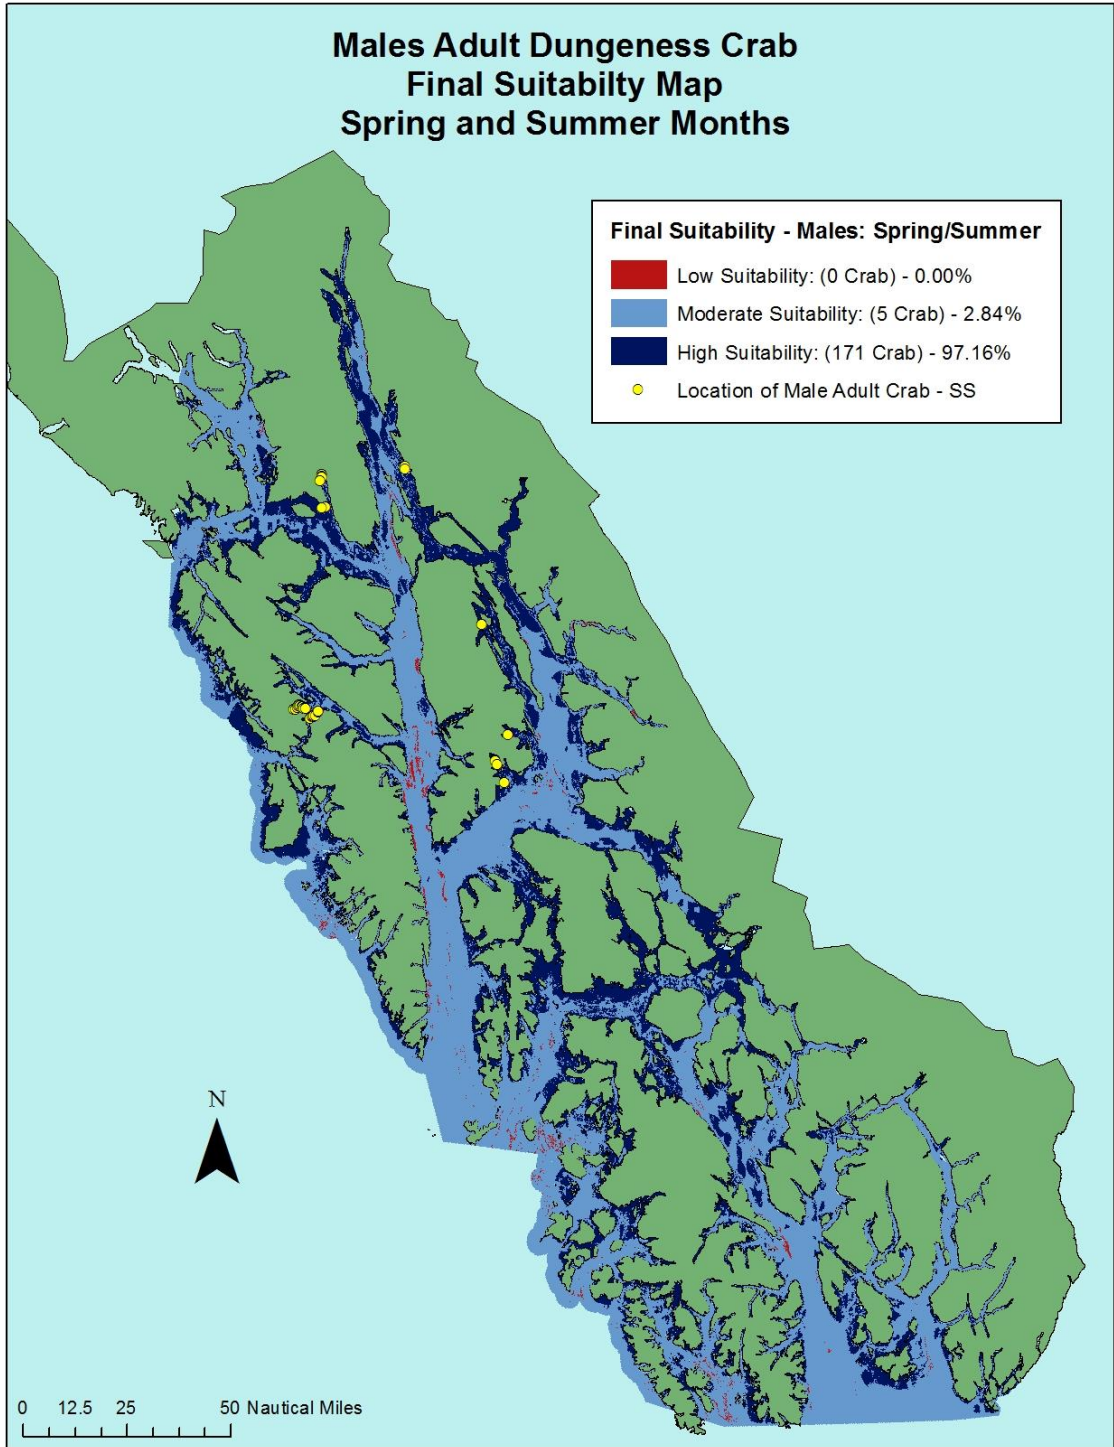 Males Adult Dungeness Crab
Final Suitabilty Map
Spring and Summer Months
Final Suitability - Males: Spring/Summer
Low Suitability: (0 Crab) - 0.00%
Moderate Suitability: (5 Crab) - 2.84%
High Suitability: (171 Crab) - 97.16%
Location of Male Adult Crab - SS
N
0 12.5 25 50 Nautical Miles